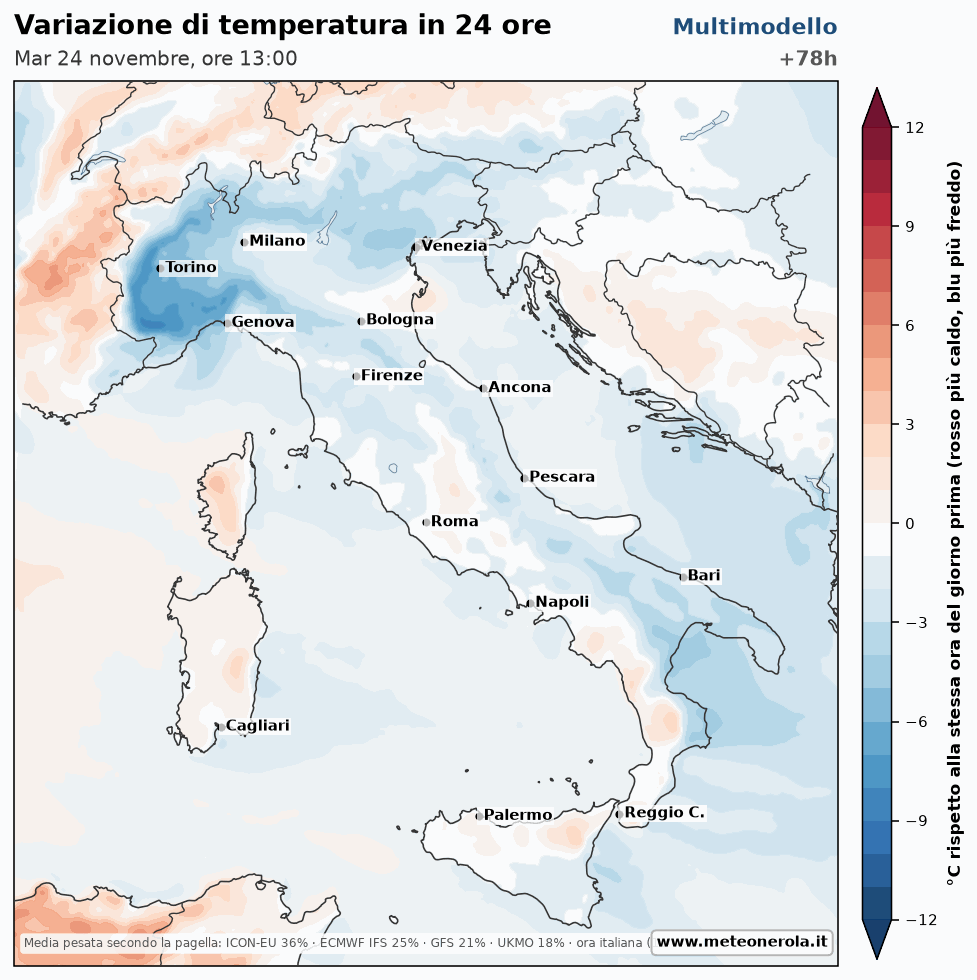 Variazione di temperatura in 24 ore
Multimodello
Mar 24 novembre, ore 13:00
+78h
Milano
Venezia
Torino
Genova
Bologna
Firenze
Ancona
Pescara
Roma
Bari
Napoli
Cagliari
Palermo
Reggio C.
12
9
6
3
0
−3
−6
−9
−12
°C rispetto alla stessa ora del giorno prima (rosso più caldo, blu più freddo)
Media pesata secondo la pagella: ICON-EU 36% · ECMWF IFS 25% · GFS 21% · UKMO 18% · ora italiana (
www.meteonerola.it